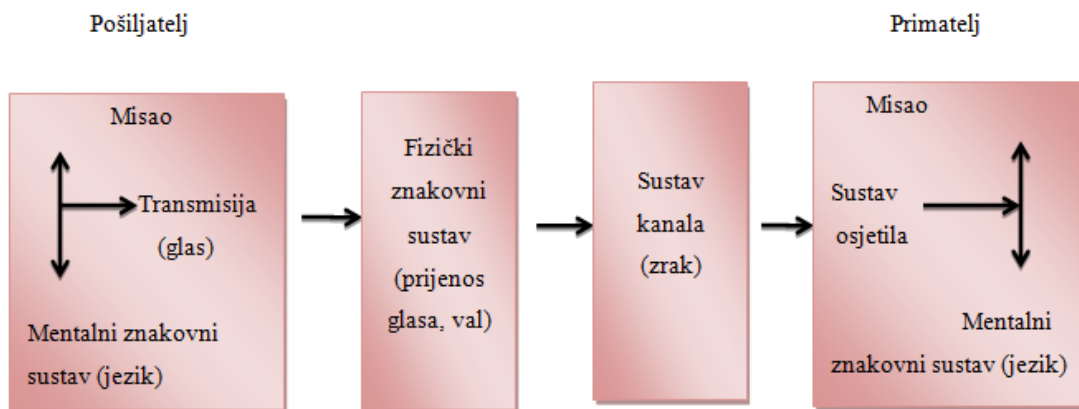 Pošiljatelj
Primatelj
Misao
Transmisija
(glas)
Mentalni znakovni
sustav (jezik)
Fizički
znakovni
sustav
(prijenos
glasa, val)
Sustav
kanala
(zrak)
Misao
Sustav
osjetila
Mentalni
znakovni sustav (jezik)